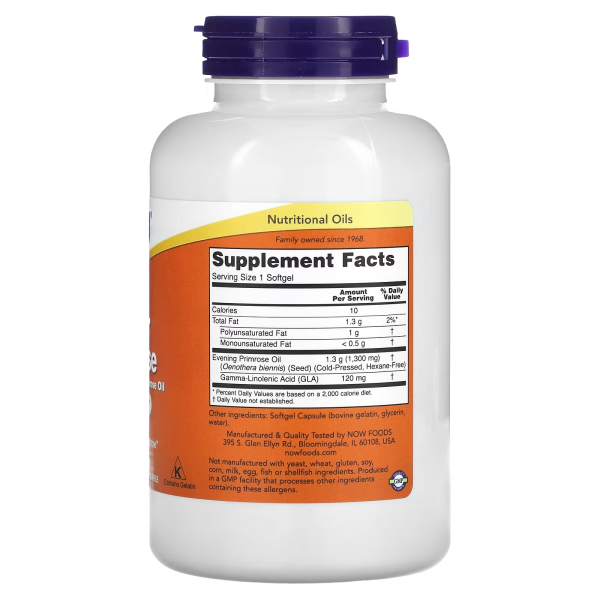 Nutritional Oils
Family owned since 1968.
Supplement Facts
Serving Size 1 Softgel
Amount Per Serving % Daily Value
Calories 10
Total Fat 1.3 g 2%*
Polyunsaturated Fat 1 g †
Monounsaturated Fat < 0.5 g †
Evening Primrose Oil 1.3 g (1,300 mg) †
(Oenothera biennis) (Seed) (Cold-Pressed, Hexane-Free)
Gamma-Linolenic Acid (GLA) 120 mg †
* Percent Daily Values are based on a 2,000 calorie diet.
† Daily Value not established.
Other ingredients: Softgel Capsule (bovine gelatin, glycerin,
water).
Manufactured & Quality Tested by NOW FOODS
395 S. Glen Ellyn Rd., Bloomingdale, IL 60108, USA
nowfoods.com
Not manufactured with yeast, wheat, gluten, soy,
corn, milk, egg, fish or shellfish ingredients. Produced
in a GMP facility that processes other ingredients
containing these allergens.
GMP
se
rose Oil
K
Contains Gelatin